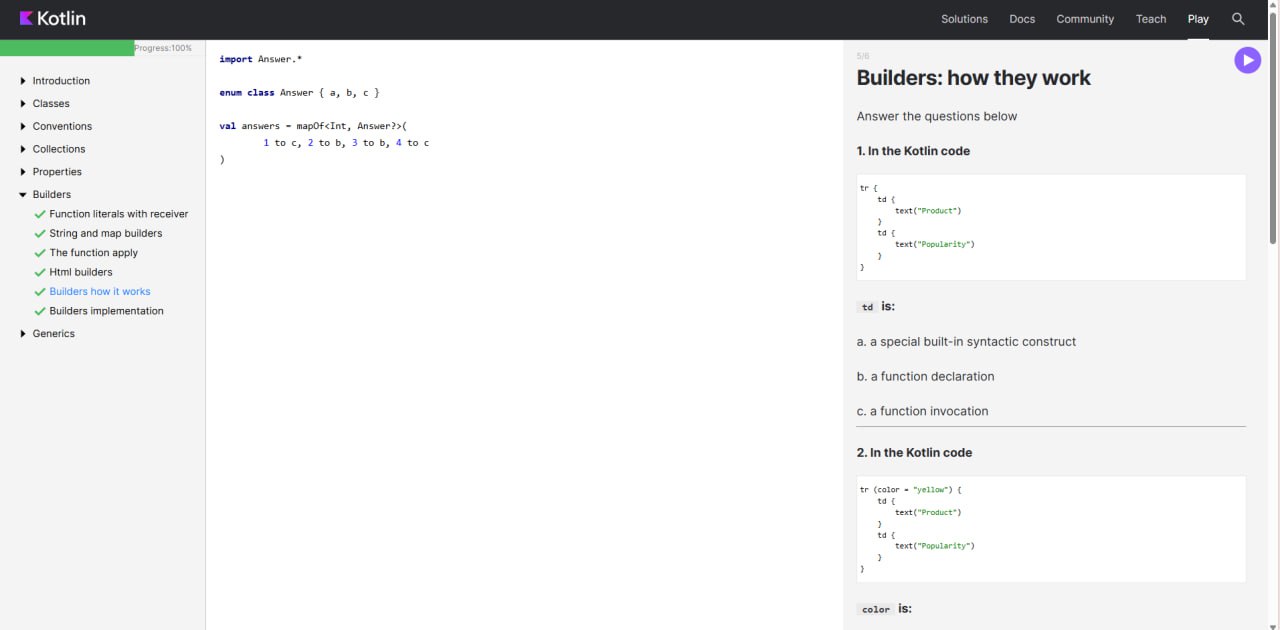 Kotlin
Solutions
Docs
Community
Teach
Play
Progress:100%
Introduction
Classes
Conventions
Collections
Properties
Builders
Function literals with receiver
String and map builders
The function apply
Html builders
Builders how it works
Builders implementation
Generics
import Answer.*
enum class Answer { a, b, c }
val answers = mapOf<Int, Answer?>(
        1 to c, 2 to b, 3 to b, 4 to c
)
5/6
Builders: how they work
Answer the questions below
1. In the Kotlin code
tr {
    td {
        text("Product")
    }
    td {
        text("Popularity")
    }
}
td is:
a. a special built-in syntactic construct
b. a function declaration
c. a function invocation
2. In the Kotlin code
tr (color = "yellow") {
    td {
        text("Product")
    }
    td {
        text("Popularity")
    }
}
color is: